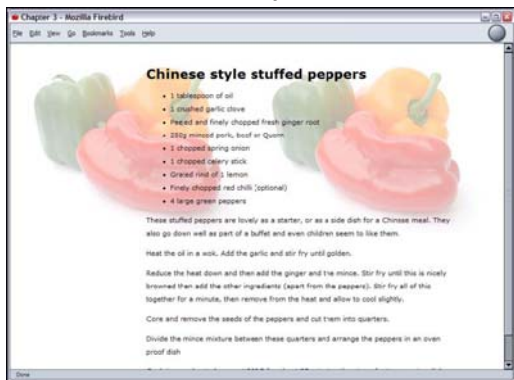 Chapter 3 - Mozilla Firebird
File Edit View Go Bookmarks Tools Help
Chinese style stuffed peppers
• 1 tablespoon of oil
• 1 crushed garlic clove
• Peeled and finely chopped fresh ginger root
• 250g minced pork, beef or Quorn
• 1 chopped spring onion
• 1 chopped celery stick
• Grated rind of 1 lemon
• Finely chopped red chilli (optional)
• 4 large green peppers
These stuffed peppers are lovely as a starter, or as a side dish for a Chinese meal. They
also go down well as part of a buffet and even children seem to like them.
Heat the oil in a wok. Add the garlic and stir fry until golden.
Reduce the heat down and then add the ginger and the mince. Stir fry until this is nicely
browned then add the other ingredients (apart from the peppers). Stir fry all of this
together for a minute, then remove from the heat and allow to cool slightly.
Core and remove the seeds of the peppers and cut them into quarters.
Divide the mince mixture between these quarters and arrange the peppers in an oven
proof dish
Done